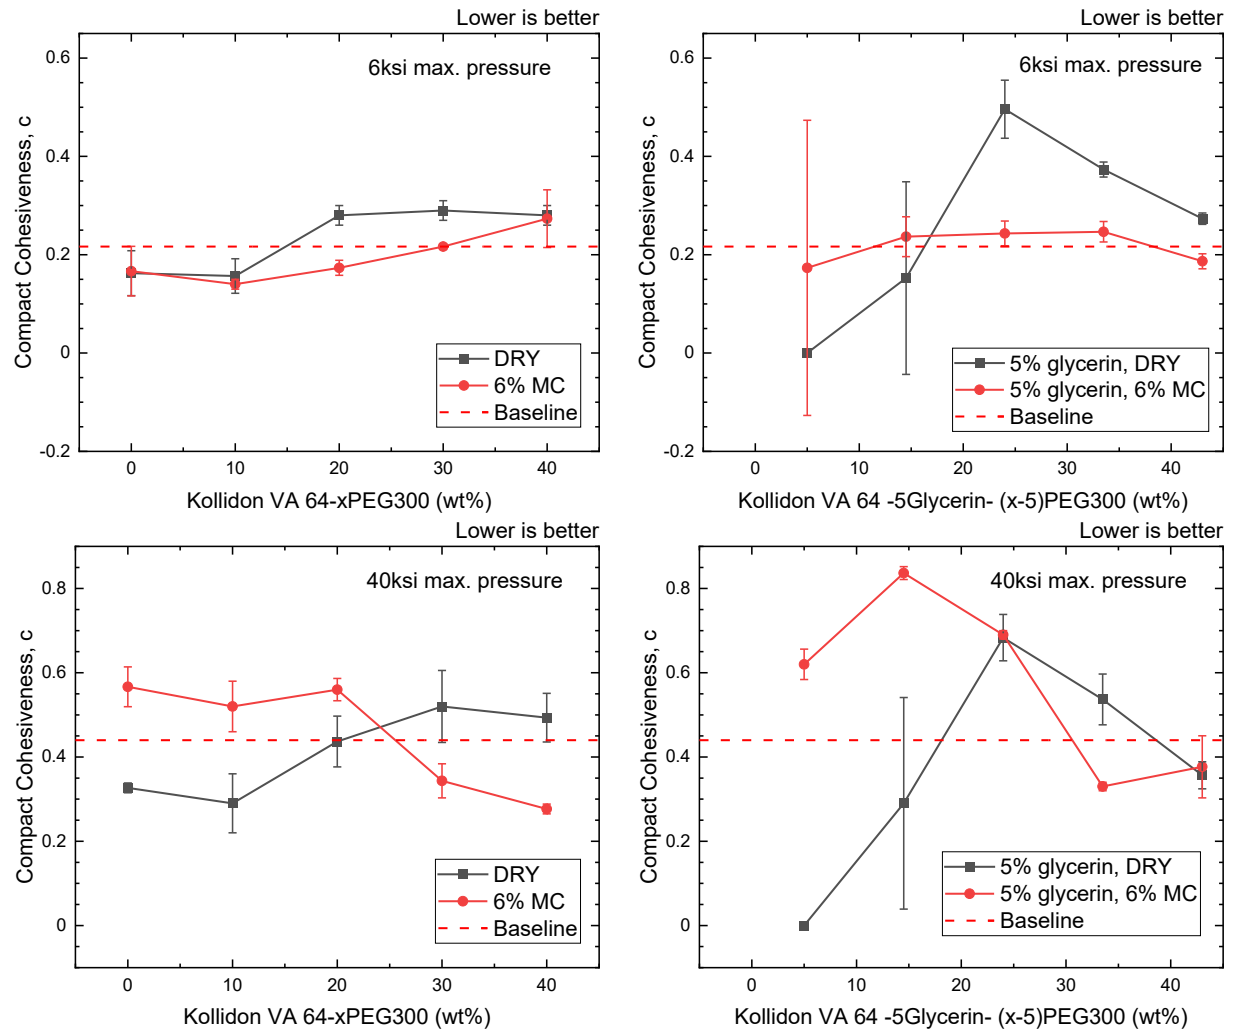 Lower is better
6ksi max. pressure
Compact Cohesiveness, c
0.6
0.4
0.2
0
-0.2
DRY
6% MC
Baseline
0 10 20 30 40
Kollidon VA 64-xPEG300 (wt%)
Lower is better
6ksi max. pressure
Compact Cohesiveness, c
0.6
0.4
0.2
0
-0.2
5% glycerin, DRY
5% glycerin, 6% MC
Baseline
0 10 20 30 40
Kollidon VA 64 -5Glycerin- (x-5)PEG300 (wt%)
Lower is better
40ksi max. pressure
Compact Cohesiveness, c
0.8
0.6
0.4
0.2
0
DRY
6% MC
Baseline
0 10 20 30 40
Kollidon VA 64-xPEG300 (wt%)
Lower is better
40ksi max. pressure
Compact Cohesiveness, c
0.8
0.6
0.4
0.2
0
5% glycerin, DRY
5% glycerin, 6% MC
Baseline
0 10 20 30 40
Kollidon VA 64 -5Glycerin- (x-5)PEG300 (wt%)